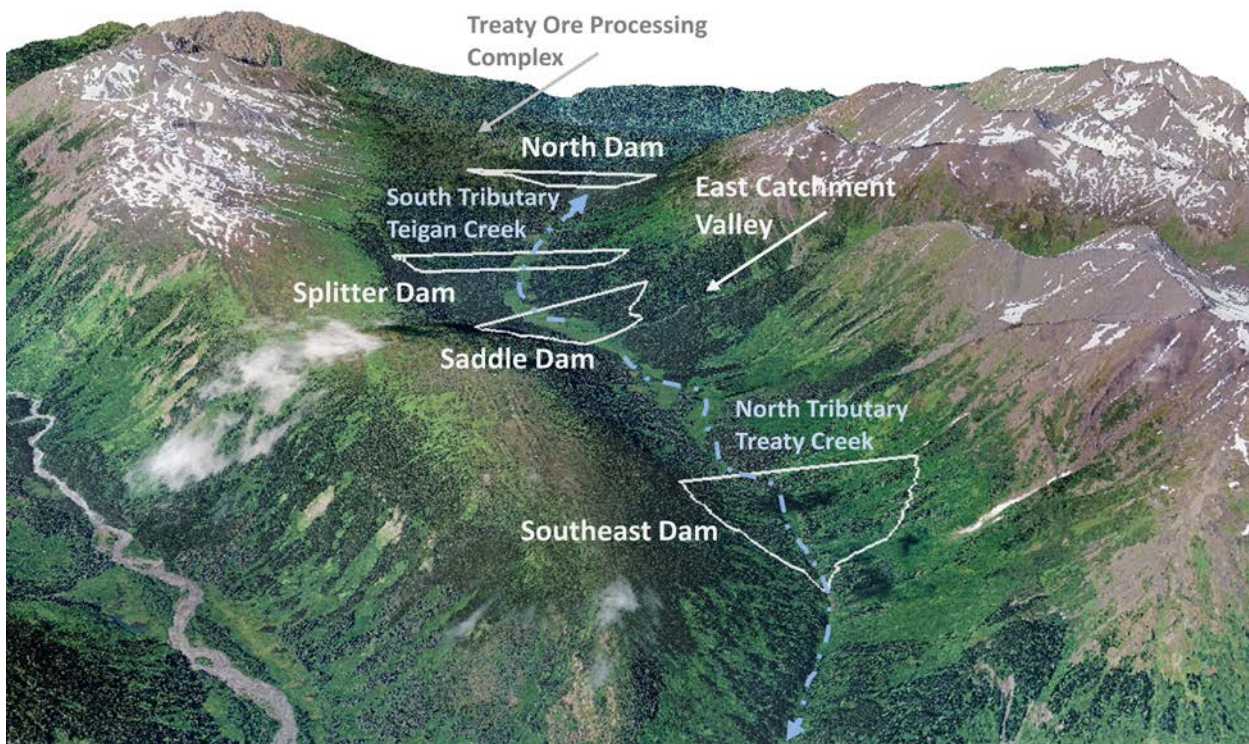 Treaty Ore Processing
Complex
North Dam
South Tributary
Teigan Creek
East Catchment
Valley
Splitter Dam
Saddle Dam
North Tributary
Treaty Creek
Southeast Dam